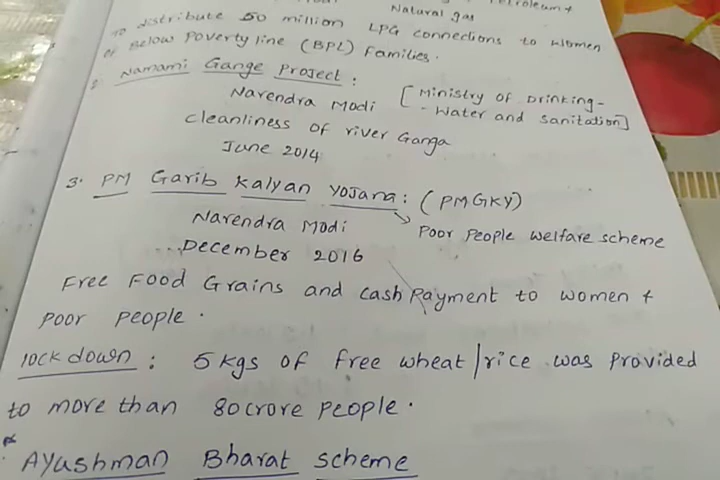 Petroleum +
Natural gas
To distribute 50 million LPG connections to women
of Below Poverty line (BPL) Families.
2. Namami Gange Project :
Narendra Modi [Ministry of Drinking-
- Water and Sanitation]
Cleanliness of river Ganga
June 2014
3. PM Garib Kalyan Yojana : (PMGKY)
Narendra Modi → Poor People welfare scheme
December 2016
Free Food Grains and cash Payment to women +
Poor People.
lockdown : 5kgs of free wheat/rice was provided
to more than 80 crore People.
Ayushman Bharat scheme